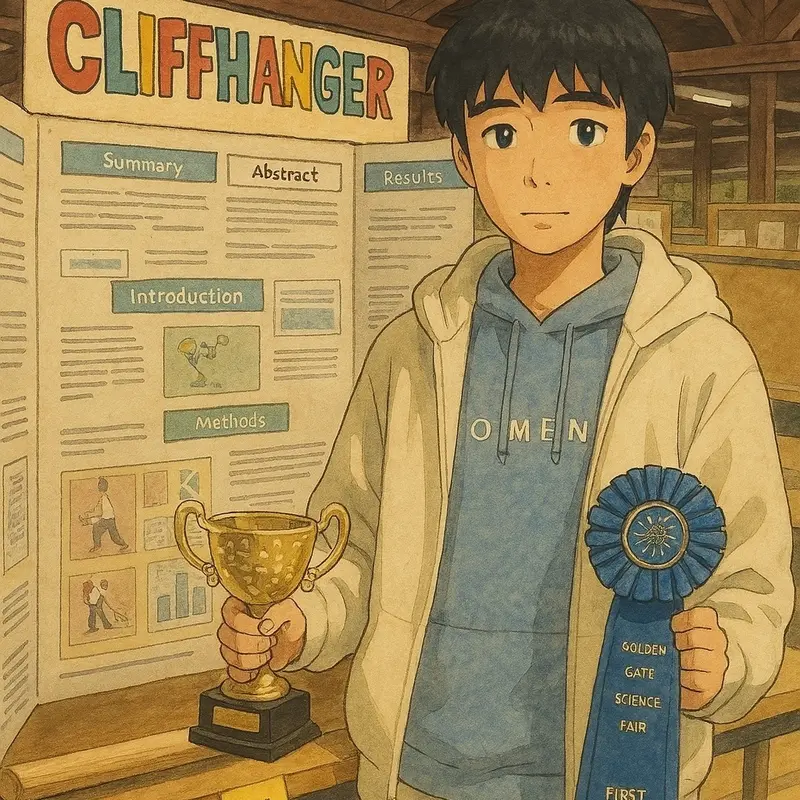 CLIFFHANGER
Summary
Abstract
Results
Introduction
Methods
OMEN
GOLDEN
GATE
SCIENCE
FAIR
FIRST